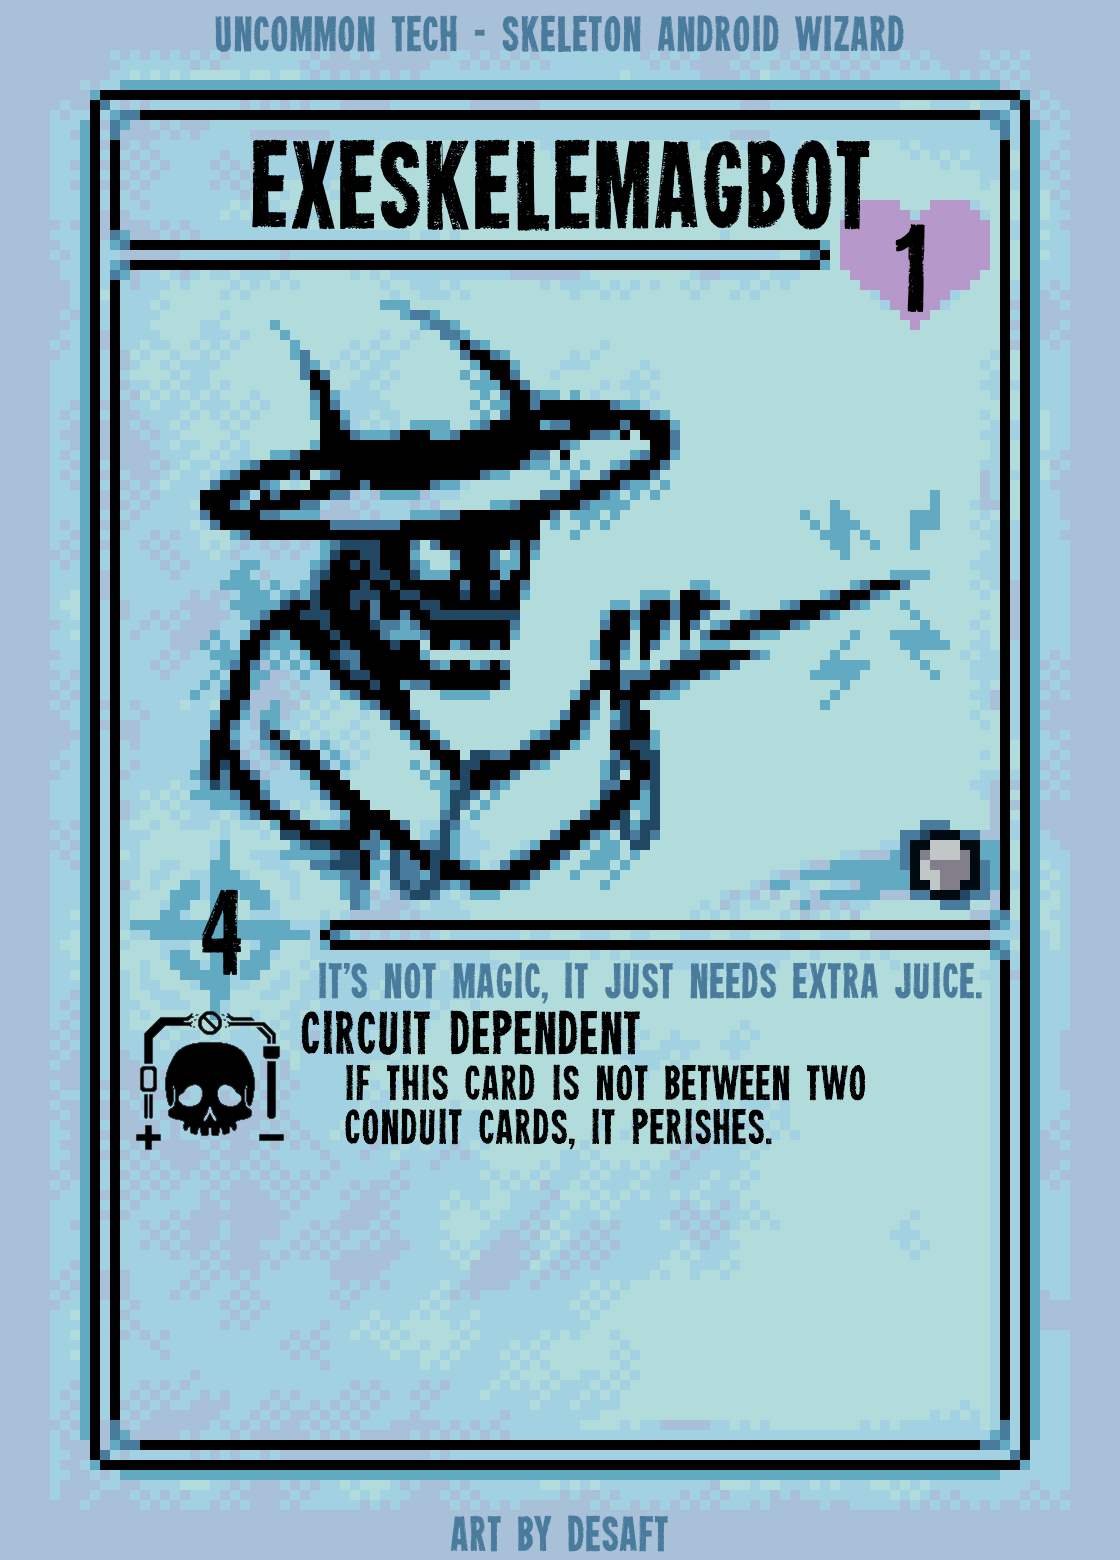 UNCOMMON TECH - SKELETON ANDROID WIZARD
EXESKELEMAGBOT
1
4
IT'S NOT MAGIC, IT JUST NEEDS EXTRA JUICE.
CIRCUIT DEPENDENT
IF THIS CARD IS NOT BETWEEN TWO
CONDUIT CARDS, IT PERISHES.
+ −
ART BY DESAFT